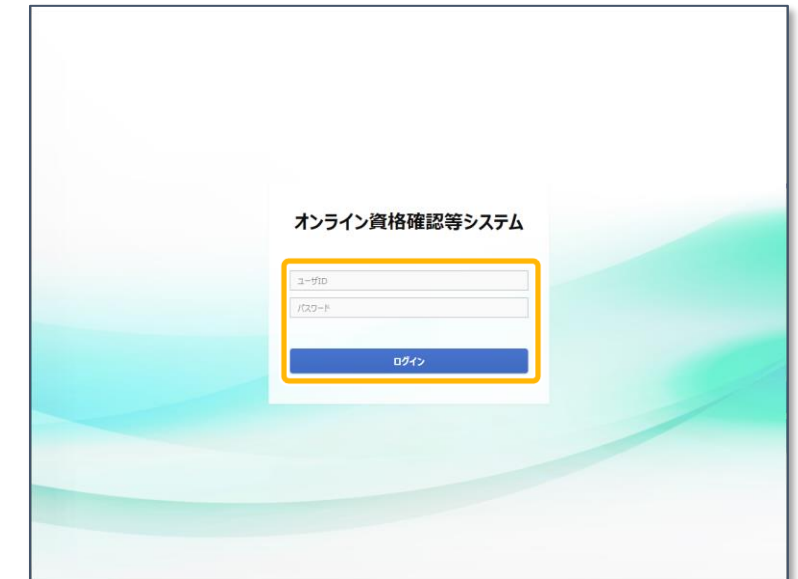 オンライン資格確認等システム
ユーザID
パスワード
ログイン